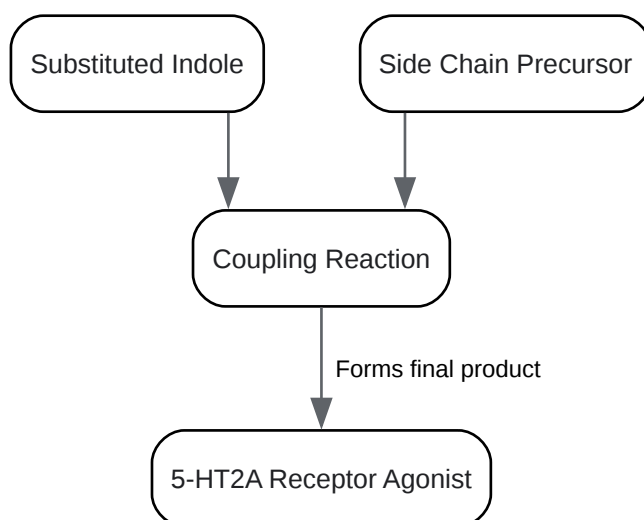 Substituted Indole
Side Chain Precursor
Coupling Reaction
Forms final product
5-HT2A Receptor Agonist